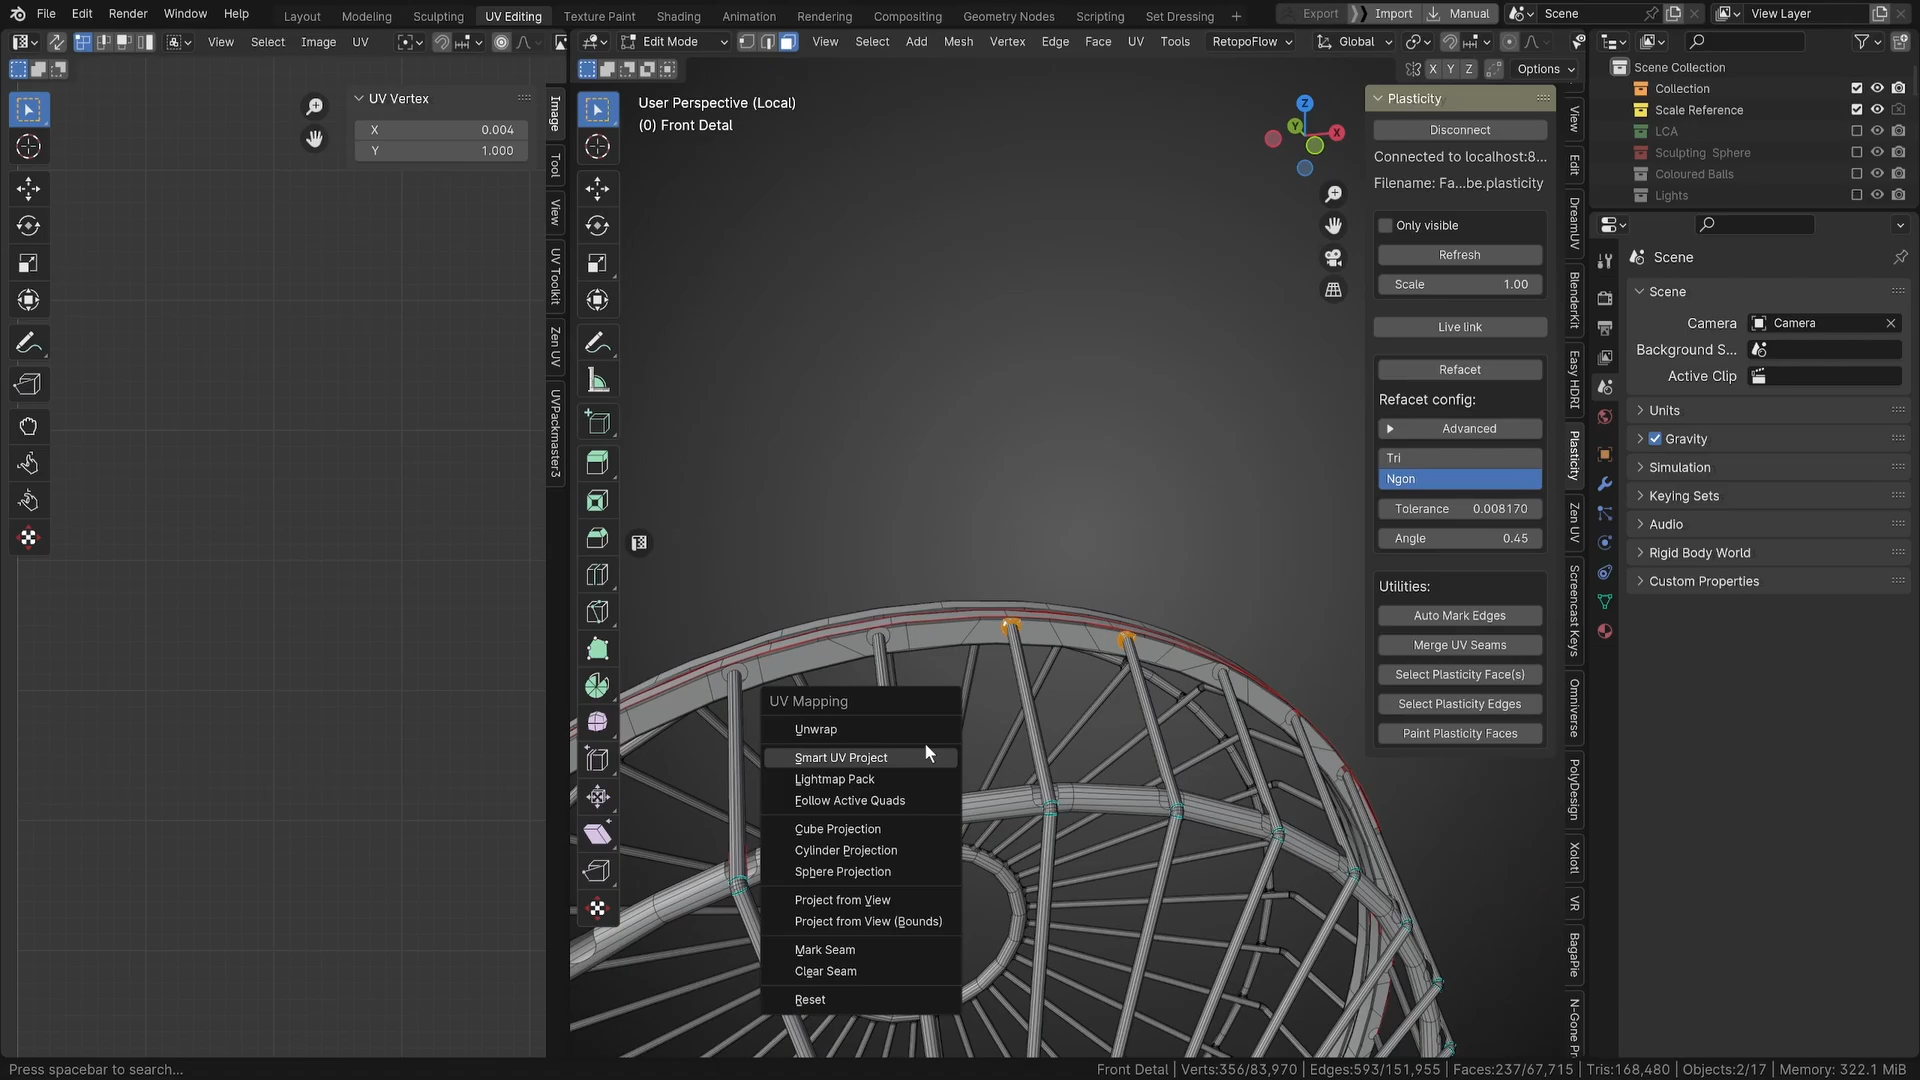 File Edit Render Window Help Layout Modeling Sculpting UV Editing Texture Paint Shading Animation Rendering Compositing Geometry Nodes Scripting Set Dressing + Export Import Manual Scene View Layer
View Select Image UV Edit Mode View Select Add Mesh Vertex Edge Face UV Tools RetopoFlow Global
X Y Z Options
UV Vertex
X 0.004
Y 1.000
Image
Tool
View
UV Toolkit
Zen UV
UVPackmaster3
User Perspective (Local)
(0) Front Detal
Z
Y
X
UV Mapping
Unwrap
Smart UV Project
Lightmap Pack
Follow Active Quads
Cube Projection
Cylinder Projection
Sphere Projection
Project from View
Project from View (Bounds)
Mark Seam
Clear Seam
Reset
Plasticity
Disconnect
Connected to localhost:8...
Filename: Fa...be.plasticity
Only visible
Refresh
Scale 1.00
Live link
Refacet
Refacet config:
Advanced
Tri
Ngon
Tolerance 0.008170
Angle 0.45
Utilities:
Auto Mark Edges
Merge UV Seams
Select Plasticity Face(s)
Select Plasticity Edges
Paint Plasticity Faces
View
Edit
DreamUV
BlenderKit
Easy HDRI
Plasticity
Zen UV
Screencast Keys
Omniverse
PolyDesign
Xolotl
VR
BagaPie
N-Gone Pr
Scene Collection
Collection
Scale Reference
LCA
Sculpting Sphere
Coloured Balls
Lights
Scene
Scene
Camera Camera
Background S...
Active Clip
Units
Gravity
Simulation
Keying Sets
Audio
Rigid Body World
Custom Properties
Press spacebar to search...
Front Detal | Verts:356/83,970 | Edges:593/151,955 | Faces:237/67,715 | Tris:168,480 | Objects:2/17 | Memory: 322.1 MiB